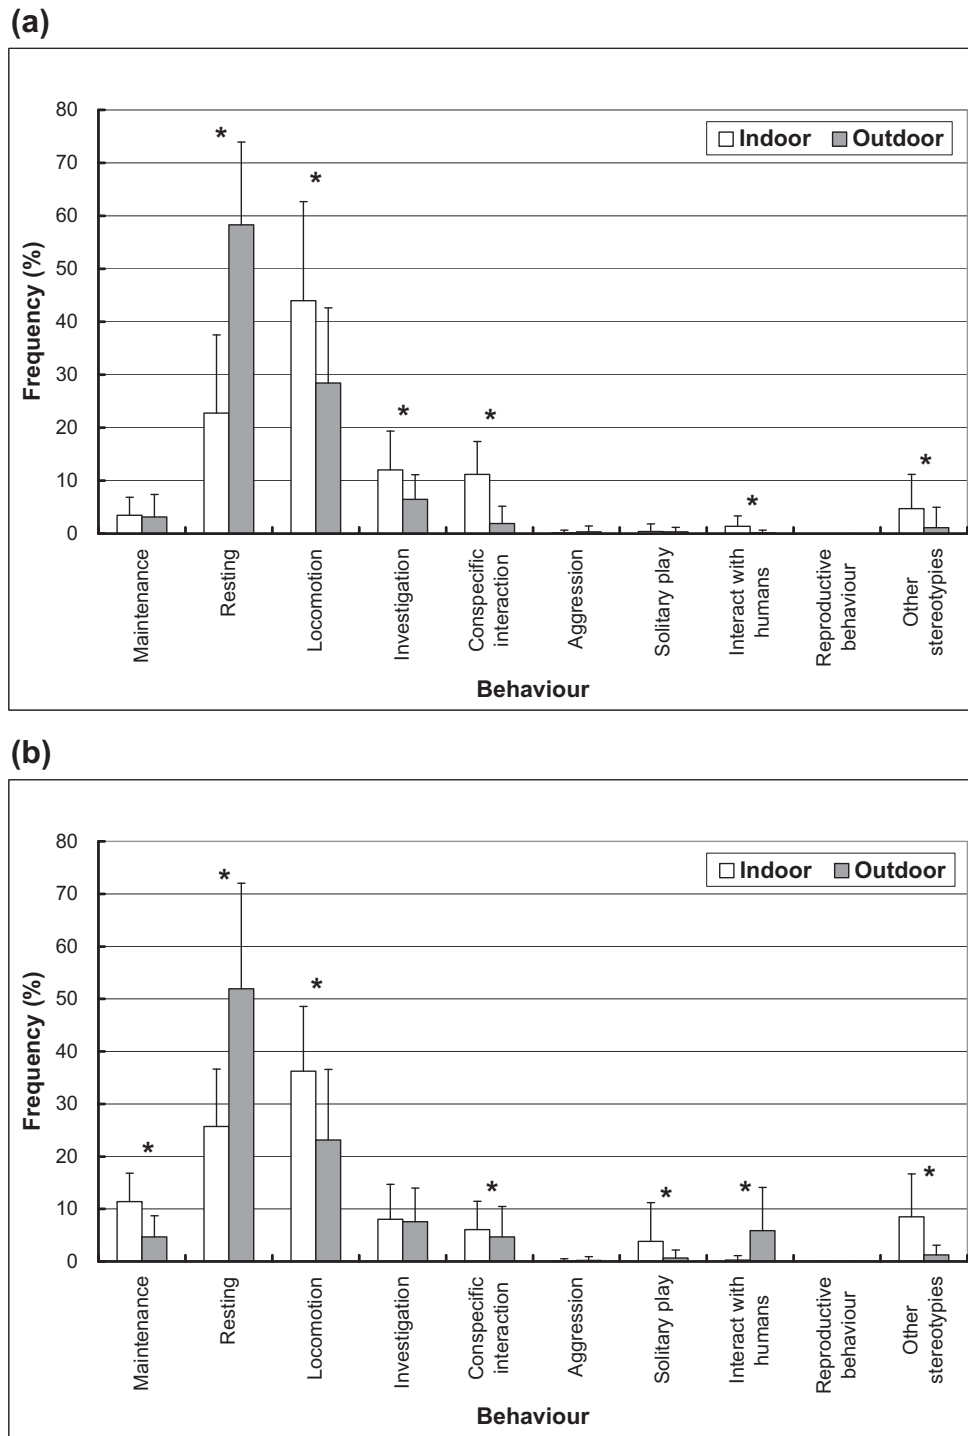 (a)
80
70
60
50
40
30
20
10
0
Frequency (%)
Indoor Outdoor
*
*
*
*
*
*
Maintenance
Resting
Locomotion
Investigation
Conspecific
interaction
Aggression
Solitary play
Interact with
humans
Reproductive
behaviour
Other
stereotypies
Behaviour
(b)
80
70
60
50
40
30
20
10
0
Frequency (%)
Indoor Outdoor
*
*
*
*
*
*
*
Maintenance
Resting
Locomotion
Investigation
Conspecific
interaction
Aggression
Solitary play
Interact with
humans
Reproductive
behaviour
Other
stereotypies
Behaviour